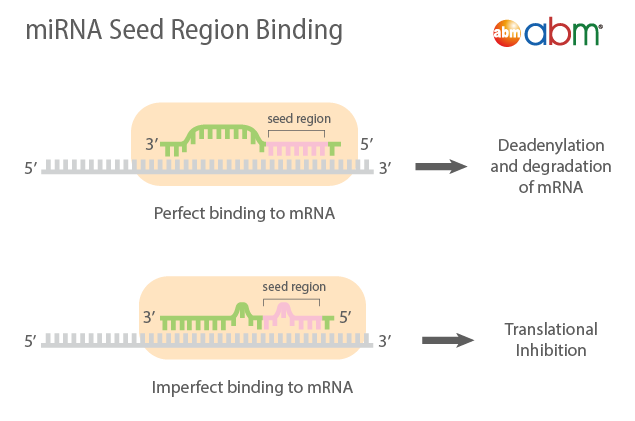 miRNA Seed Region Binding
abm abm®
seed region
3’ 5’
5’ 3’
Perfect binding to mRNA
Deadenylation
and degradation
of mRNA
seed region
3’ 5’
5’ 3’
Imperfect binding to mRNA
Translational
Inhibition